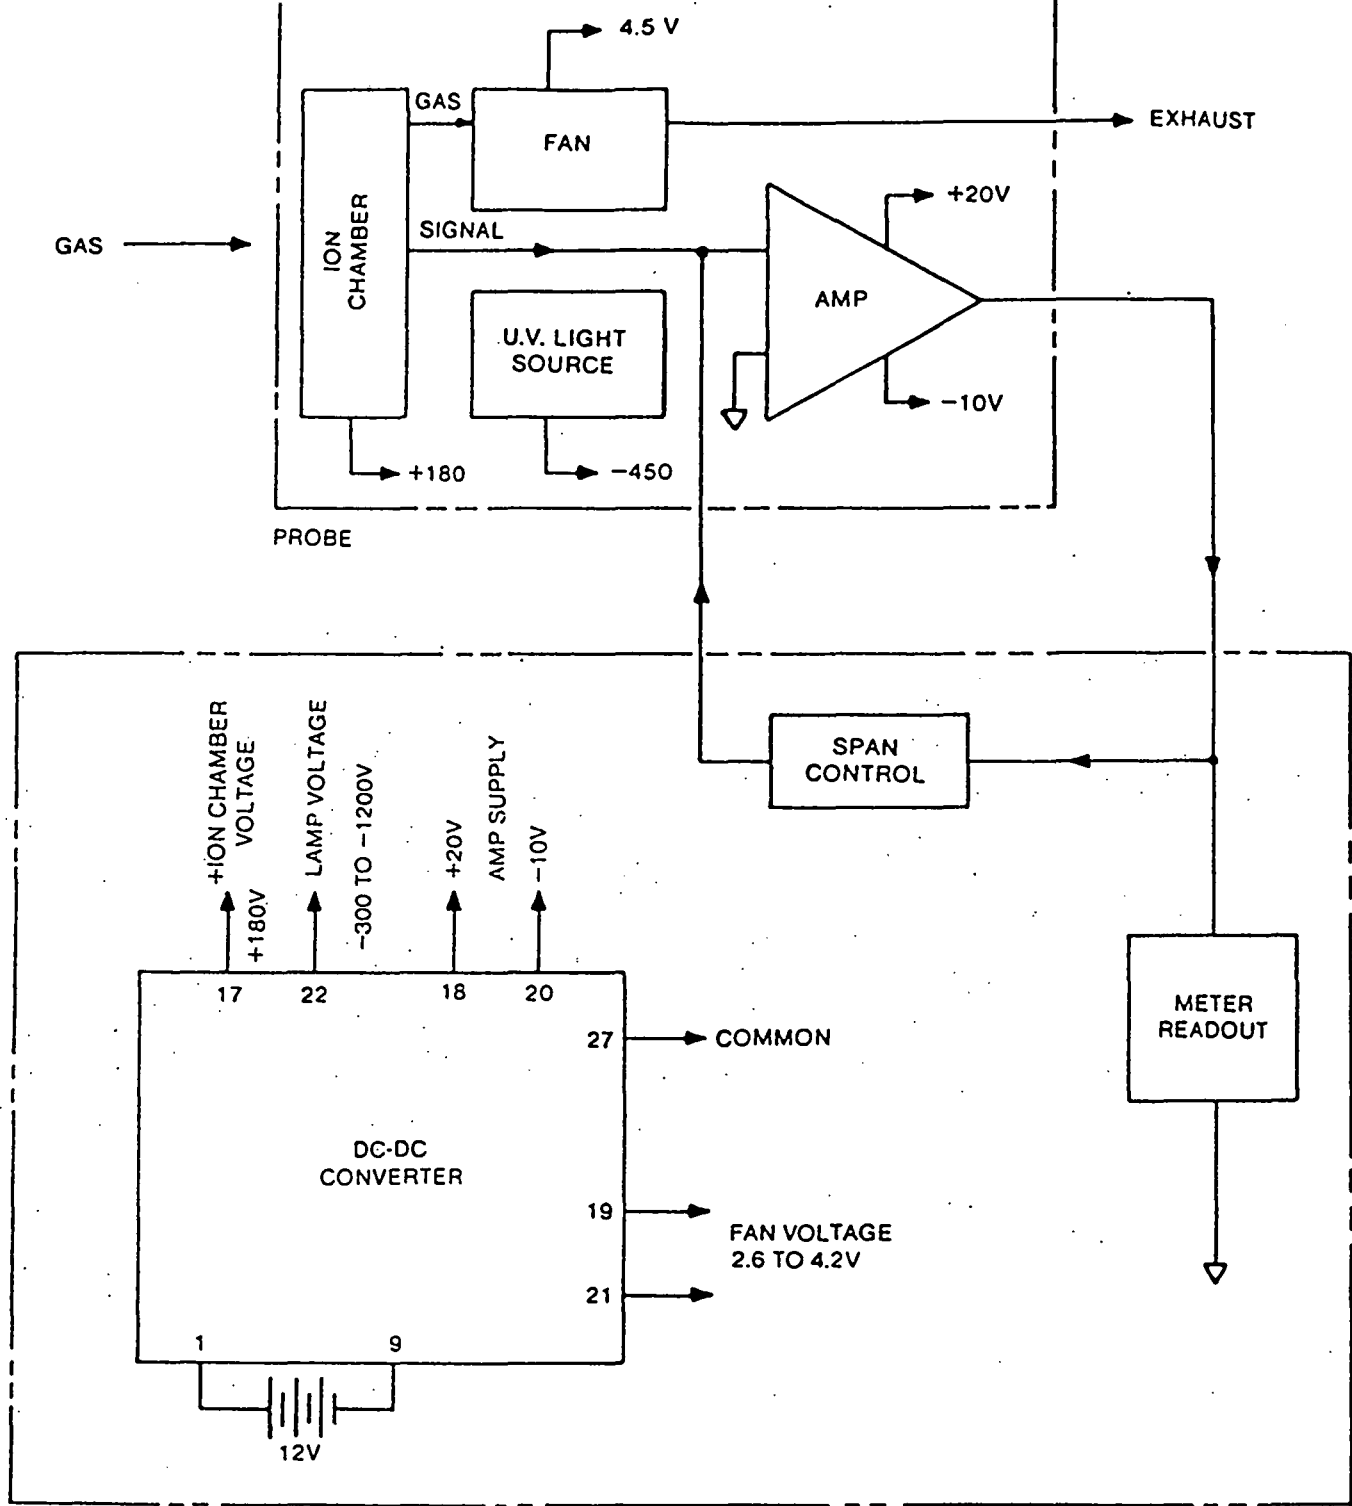 4.5 V
GAS
FAN
EXHAUST
ION
CHAMBER
+20V
SIGNAL
GAS
AMP
U.V. LIGHT
SOURCE
-10V
+180
-450
PROBE
SPAN
CONTROL
+ION CHAMBER
VOLTAGE
+180V
LAMP VOLTAGE
-300 TO -1200V
+20V
AMP SUPPLY
-10V
17
22
18
20
27
COMMON
METER
READOUT
DC-DC
CONVERTER
19
FAN VOLTAGE
2.6 TO 4.2V
21
1
9
12V